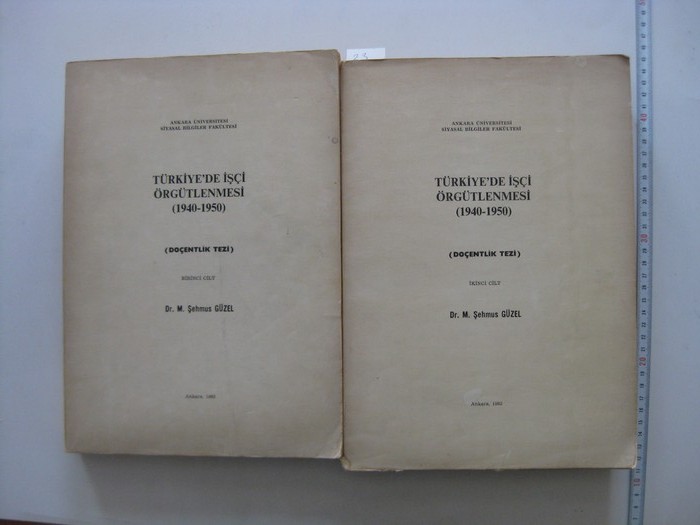 ANKARA ÜNİVERSİTESİ
SİYASAL BİLGİLER FAKÜLTESİ
TÜRKİYE'DE İŞÇİ
ÖRGÜTLENMESİ
(1940-1950)
(DOÇENTLİK TEZİ)
BİRİNCİ CİLT
Dr. M. Şehmus GÜZEL
Ankara,
ANKARA ÜNİVERSİTESİ
SİYASAL BİLGİLER FAKÜLTESİ
TÜRKİYE'DE İŞÇİ
ÖRGÜTLENMESİ
(1940-1950)
(DOÇENTLİK TEZİ)
İKİNCİ CİLT
Dr. M. Şehmus GÜZEL
Ankara,